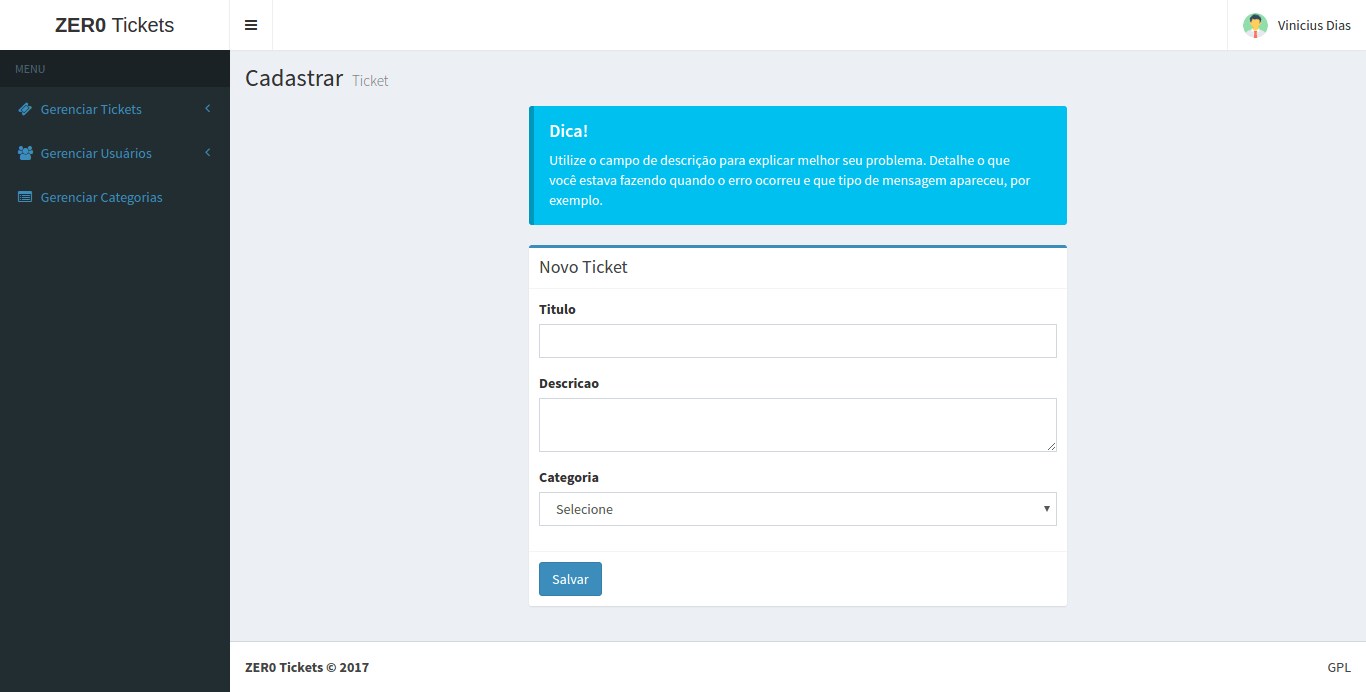 ZER0 Tickets
Vinicius Dias
MENU
Gerenciar Tickets
Gerenciar Usuários
Gerenciar Categorias
Cadastrar Ticket
Dica!
Utilize o campo de descrição para explicar melhor seu problema. Detalhe o que
você estava fazendo quando o erro ocorreu e que tipo de mensagem apareceu, por
exemplo.
Novo Ticket
Titulo
Descricao
Categoria
Selecione
Salvar
ZER0 Tickets © 2017
GPL